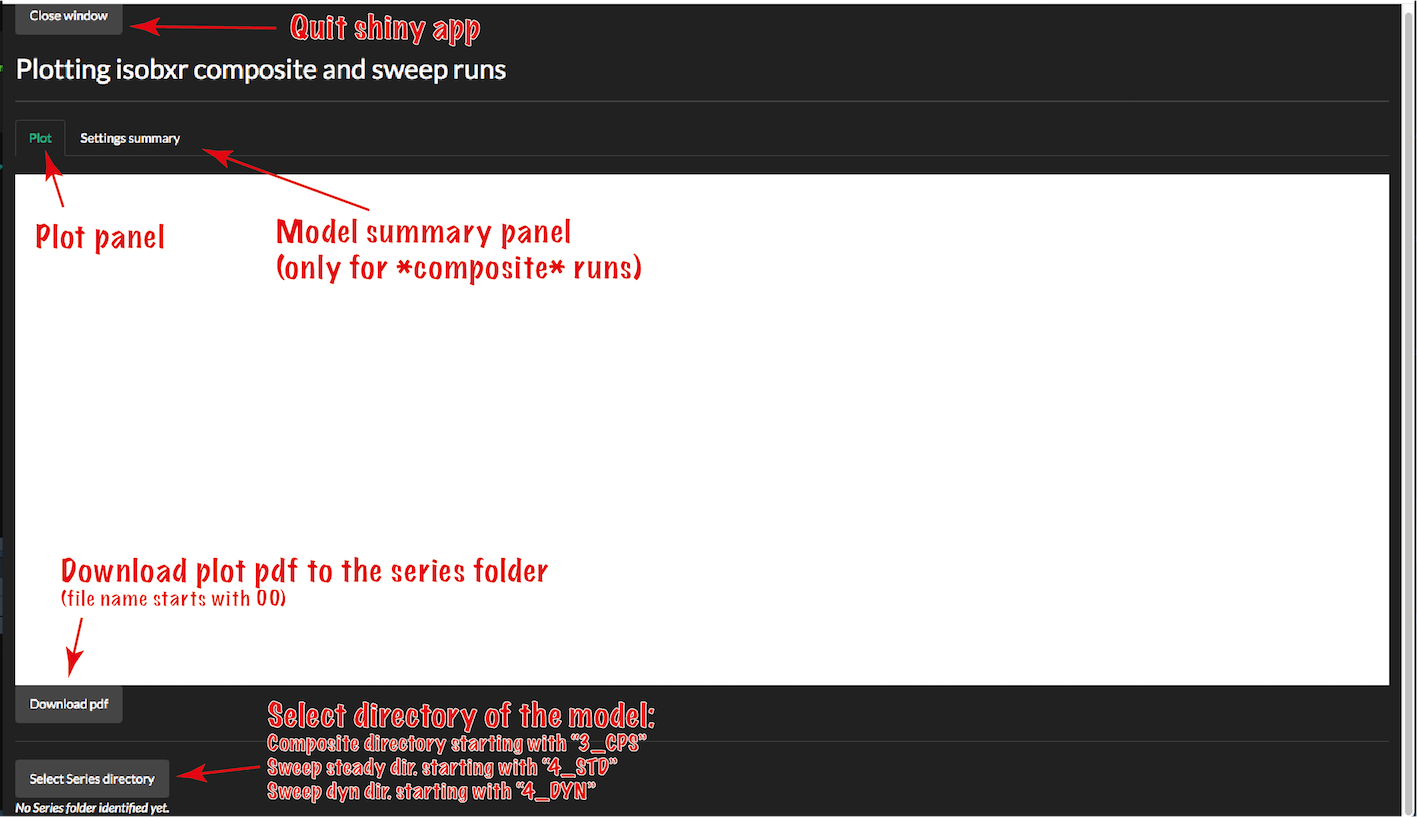 Close window
Quit shiny app
Plotting isobxr composite and sweep runs
Plot
Settings summary
Plot panel
Model summary panel
(only for *composite* runs)
Download plot pdf to the series folder
(file name starts with 00)
Download pdf
Select directory of the model:
Composite directory starting with “3_CPS”
Sweep steady dir. starting with “4_STD”
Sweep dyn dir. starting with “4_DYN”
Select Series directory
No Series folder identified yet.